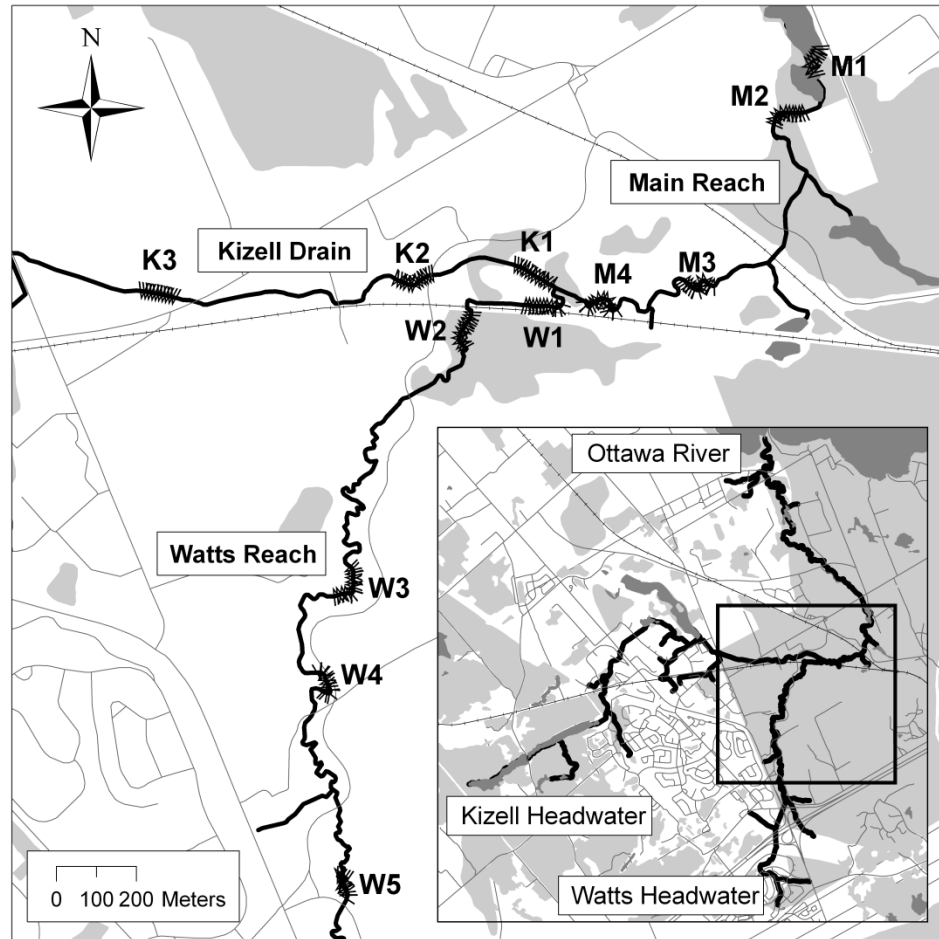 N
M1
M2
Main Reach
K1
K2
Kizell Drain
K3
M3
M4
W1
W2
Ottawa River
Watts Reach
W3
W4
Kizell Headwater
W5
Watts Headwater
0 100 200 Meters